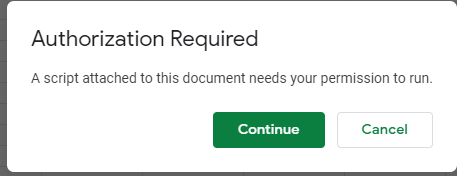 Authorization Required
A script attached to this document needs your permission to run.
Continue Cancel